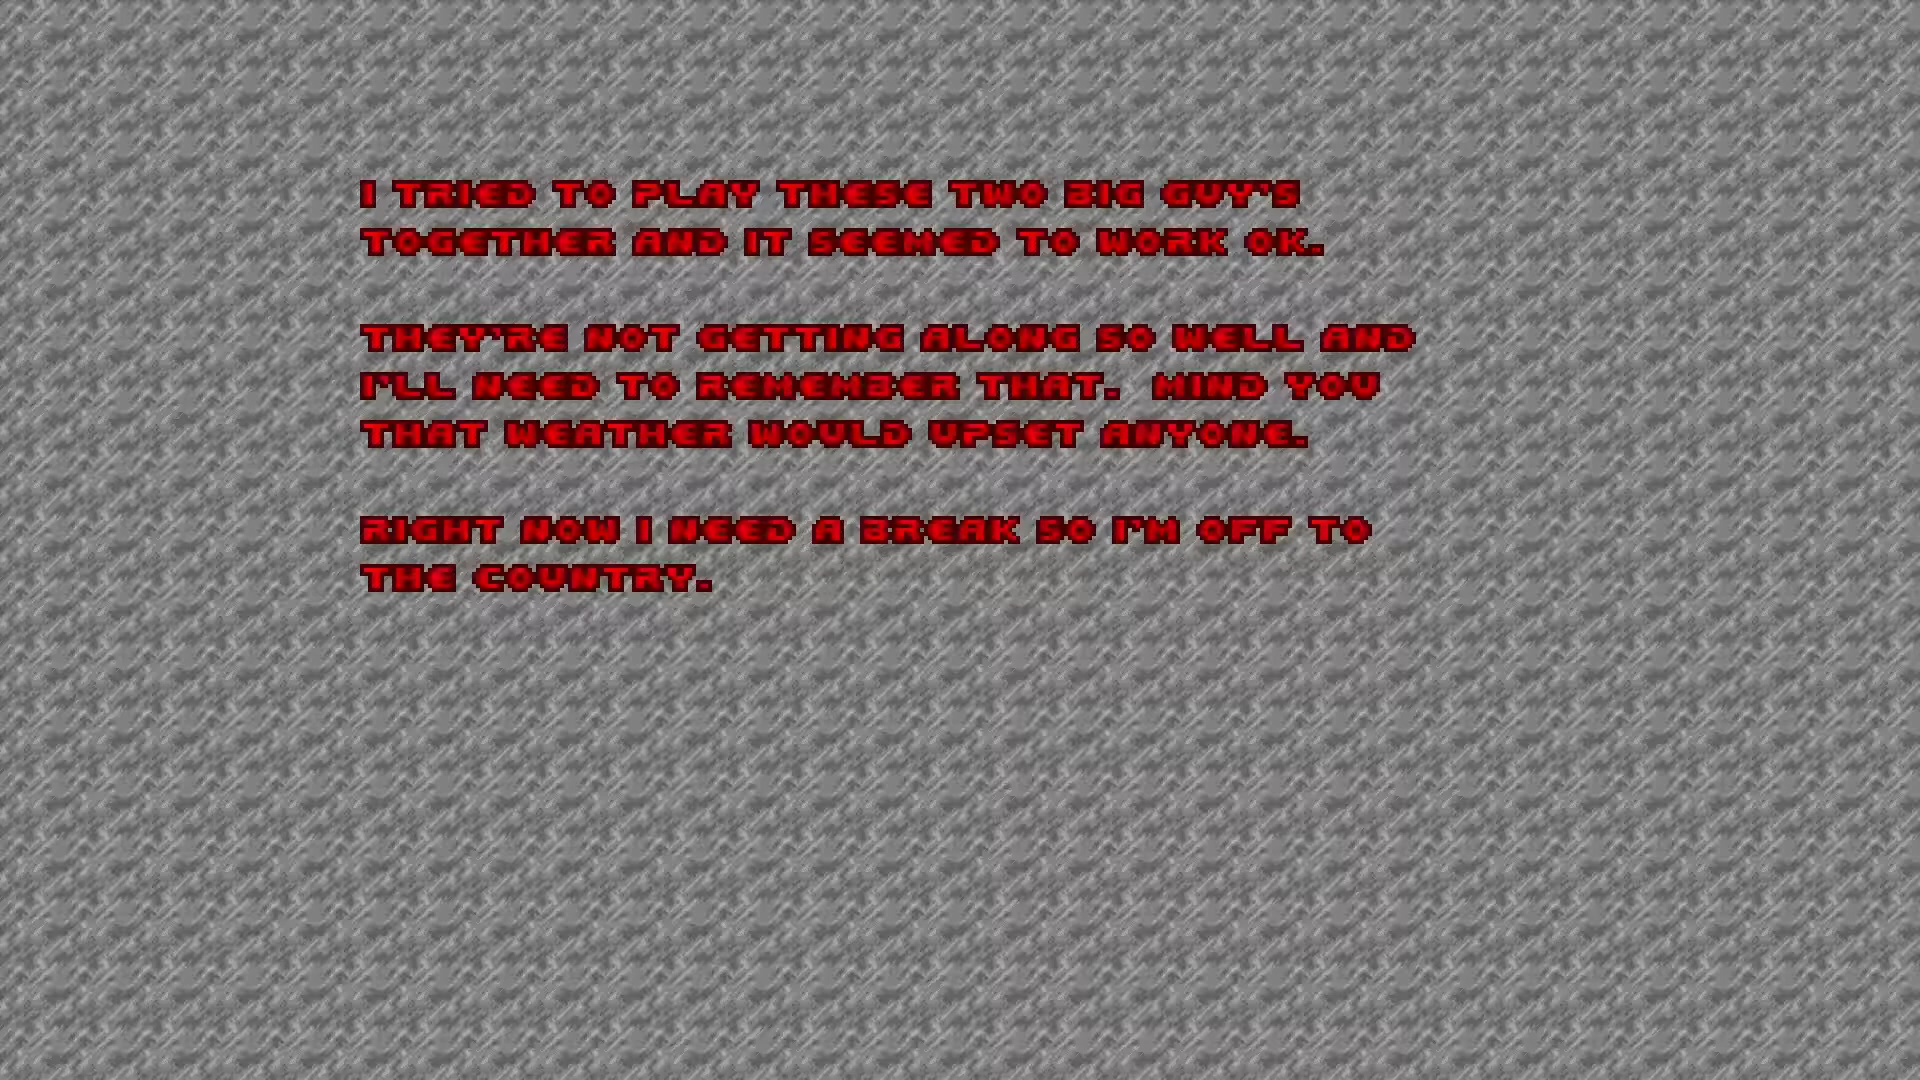 I TRIED TO PLAY THESE TWO BIG GUY'S
TOGETHER AND IT SEEMED TO WORK OK.
THEY'RE NOT GETTING ALONG SO WELL AND
I'LL NEED TO REMEMBER THAT.  MIND YOU
THAT WEATHER WOULD UPSET ANYONE.
RIGHT NOW I NEED A BREAK SO I'M OFF TO
THE COUNTRY.